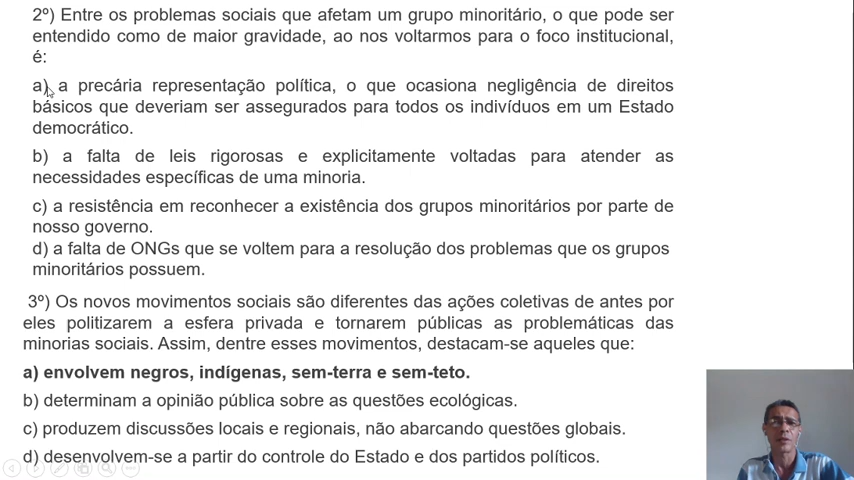 2º) Entre os problemas sociais que afetam um grupo minoritário, o que pode ser
entendido como de maior gravidade, ao nos voltarmos para o foco institucional,
é:
a) a precária representação política, o que ocasiona negligência de direitos
básicos que deveriam ser assegurados para todos os indivíduos em um Estado
democrático.
b) a falta de leis rigorosas e explicitamente voltadas para atender as
necessidades específicas de uma minoria.
c) a resistência em reconhecer a existência dos grupos minoritários por parte de
nosso governo.
d) a falta de ONGs que se voltem para a resolução dos problemas que os grupos
minoritários possuem.
3º) Os novos movimentos sociais são diferentes das ações coletivas de antes por
eles politizarem a esfera privada e tornarem públicas as problemáticas das
minorias sociais. Assim, dentre esses movimentos, destacam-se aqueles que:
a) envolvem negros, indígenas, sem-terra e sem-teto.
b) determinam a opinião pública sobre as questões ecológicas.
c) produzem discussões locais e regionais, não abarcando questões globais.
d) desenvolvem-se a partir do controle do Estado e dos partidos políticos.